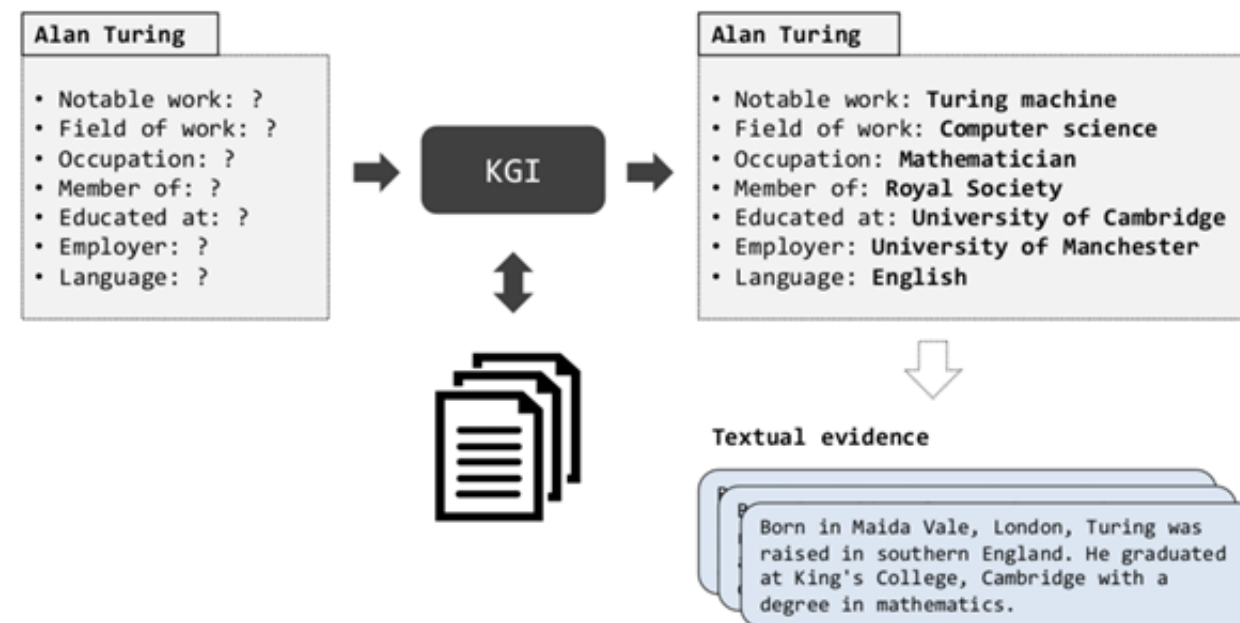 Alan Turing
• Notable work: ?
• Field of work: ?
• Occupation: ?
• Member of: ?
• Educated at: ?
• Employer: ?
• Language: ?
KGI
Alan Turing
• Notable work: Turing machine
• Field of work: Computer science
• Occupation: Mathematician
• Member of: Royal Society
• Educated at: University of Cambridge
• Employer: University of Manchester
• Language: English
Textual evidence
Born in Maida Vale, London, Turing was
raised in southern England. He graduated
at King's College, Cambridge with a
degree in mathematics.